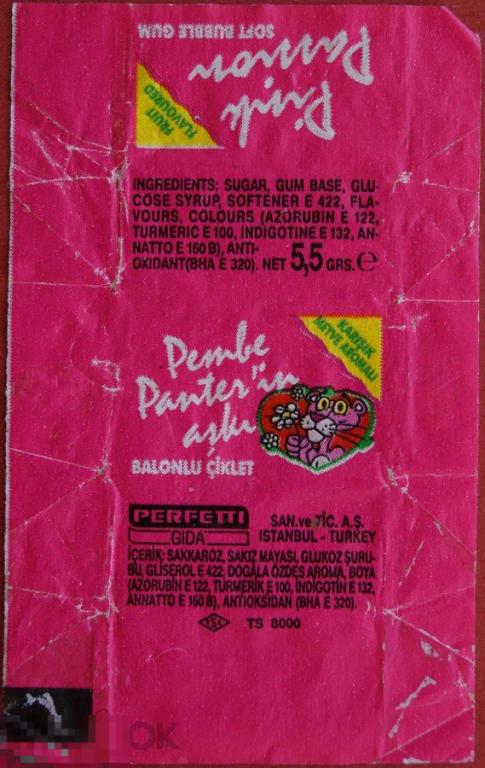 Pink
Passion
SOFT BUBBLE GUM
FRUIT
FLAVOURED
INGREDIENTS: SUGAR, GUM BASE, GLU-
COSE SYRUP, SOFTENER E 422, FLA-
VOURS, COLOURS (AZORUBIN E 122,
TURMERIC E 100, INDIGOTINE E 132, AN-
NATTO E 160 B), ANTI-
OXIDANT(BHA E 320). NET 5,5 GRS. ℮
KARIŞIK
MEYVE AROMALI
Pembe
Panter'in
aşkı
BALONLU ÇİKLET
PERFETTI
GIDA
SAN.ve TİC. A.Ş.
ISTANBUL - TURKEY
İÇERİK: SAKKAROZ, SAKIZ MAYASI, GLUKOZ ŞURU-
BU, GLİSEROL E 422, DOĞALA ÖZDEŞ AROMA, BOYA
(AZORUBİN E 122, TURMERİK E 100, İNDİGOTİN E 132,
ANNATTO E 160 B), ANTİOKSİDAN (BHA E 320).
TSE TS 8000
OK